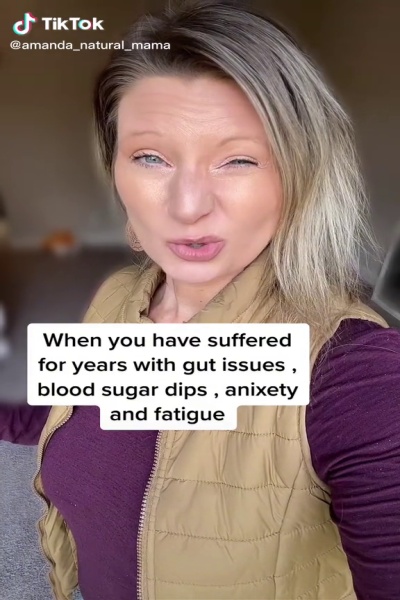 TikTok
@amanda_natural_mama
When you have suffered
for years with gut issues ,
blood sugar dips , anixety
and fatigue